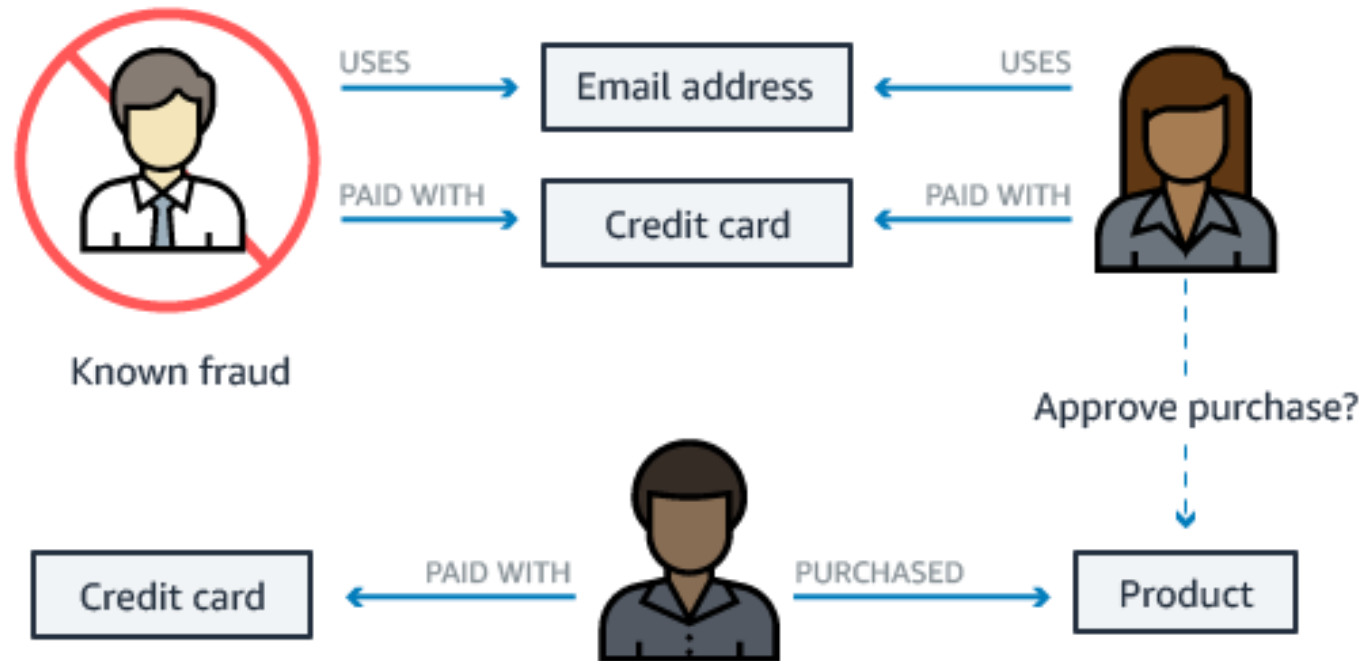 USES
Email address
USES
PAID WITH
Credit card
PAID WITH
Known fraud
Approve purchase?
Credit card
PAID WITH
PURCHASED
Product